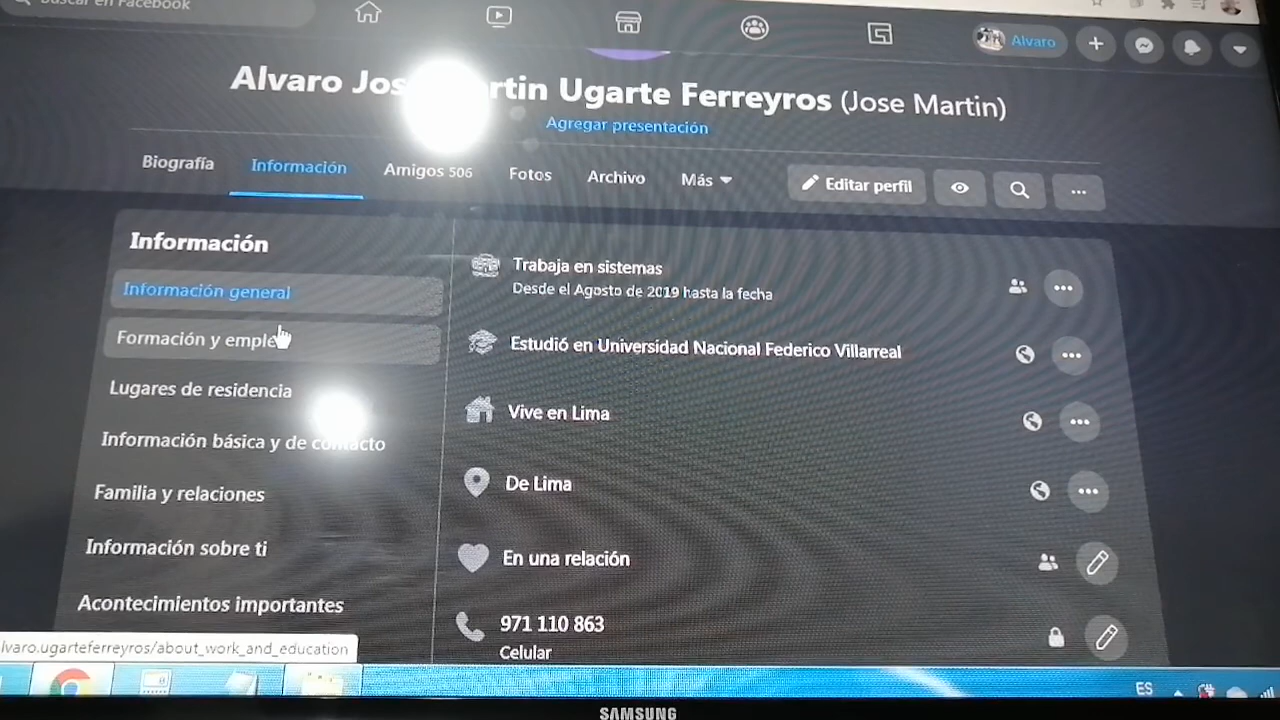 Buscar en Facebook
Alvaro
Alvaro Jos rtin Ugarte Ferreyros (Jose Martin)
Agregar presentación
Biografía
Información
Amigos 506
Fotos
Archivo
Más
Editar perfil
Información
Información general
Formación y emple
Lugares de residencia
Información básica y de contacto
Familia y relaciones
Información sobre ti
Acontecimientos importantes
Trabaja en sistemas
Desde el Agosto de 2019 hasta la fecha
Estudió en Universidad Nacional Federico Villarreal
Vive en Lima
De Lima
En una relación
971 110 863
Celular
lvaro.ugarteferreyros/about_work_and_education
ES
SAMSUNG